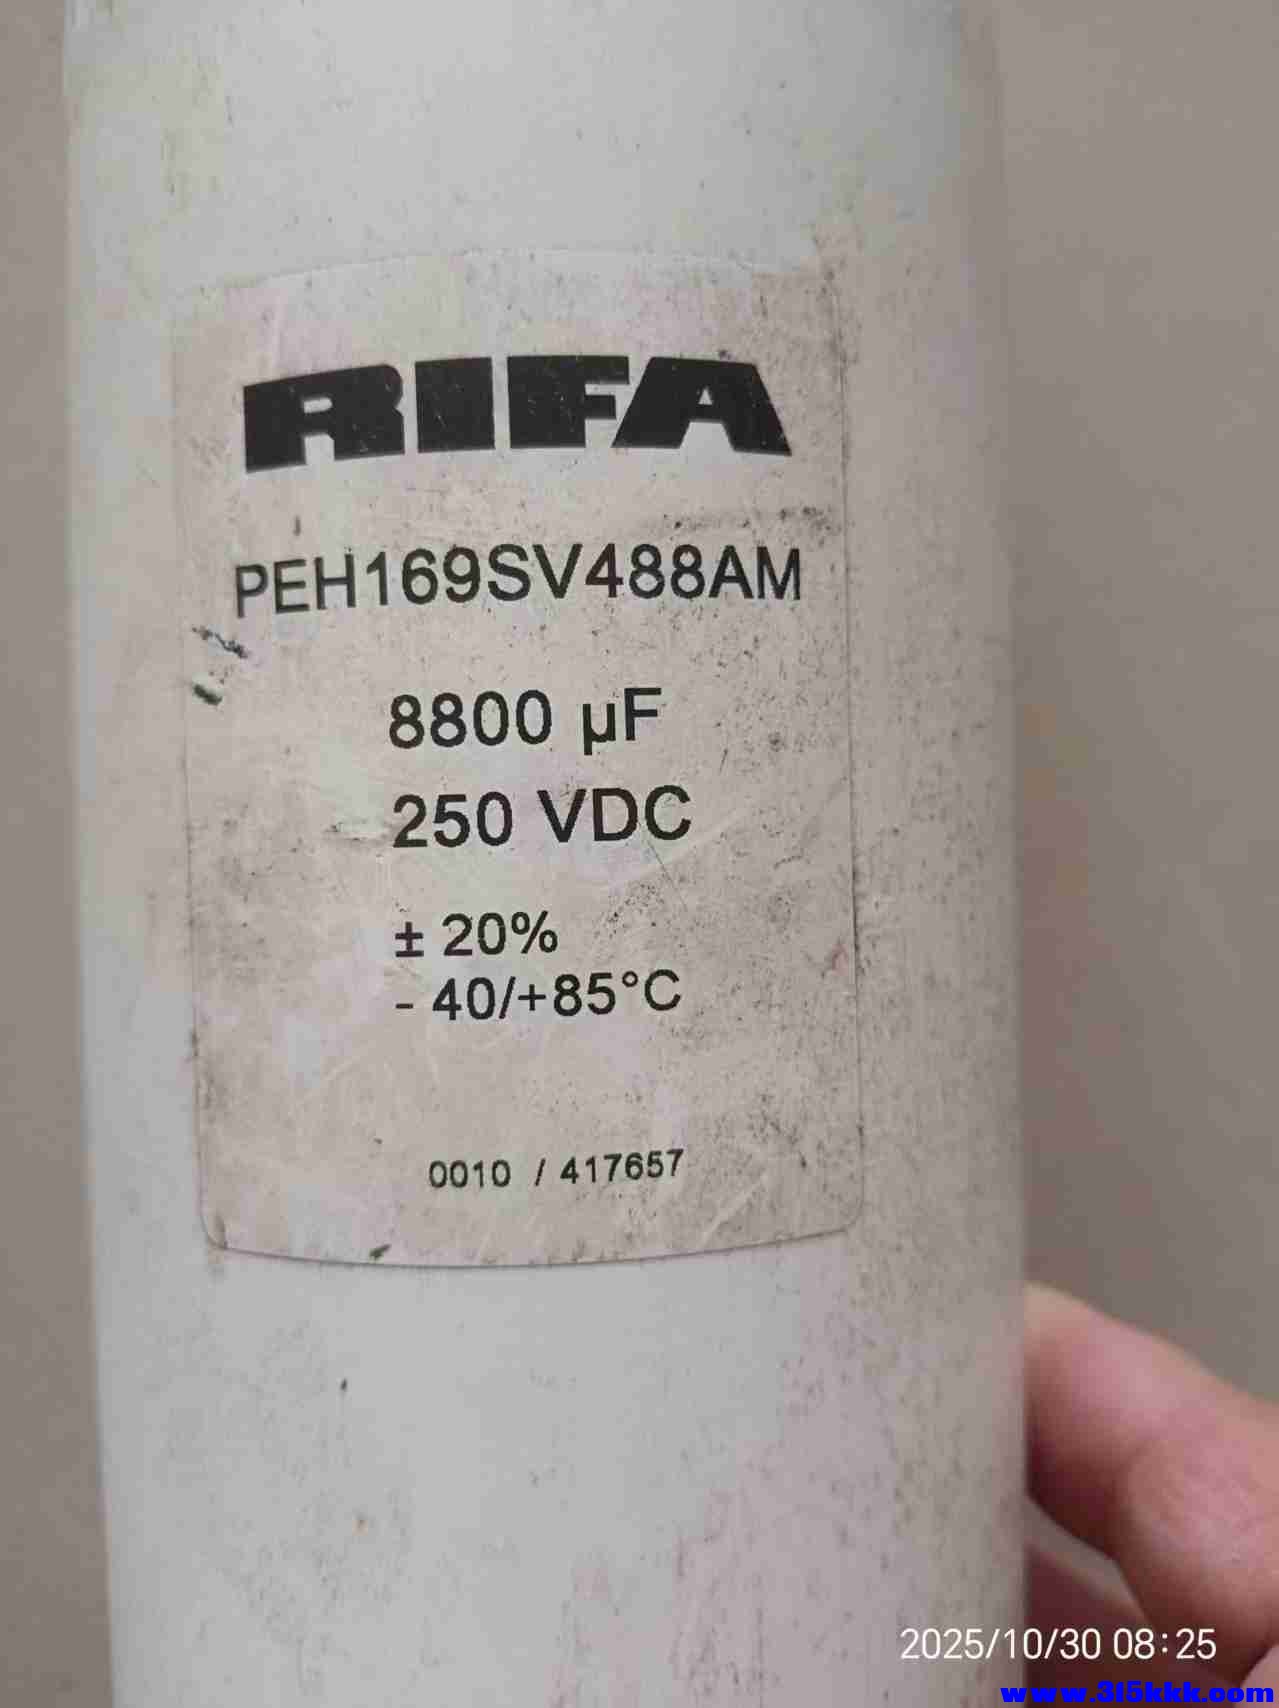 RIFA
PEH169SV488AM
8800 µF
250 VDC
± 20%
- 40/+85°C
0010 / 417657
2025/10/30 08:25
www.315kkk.com